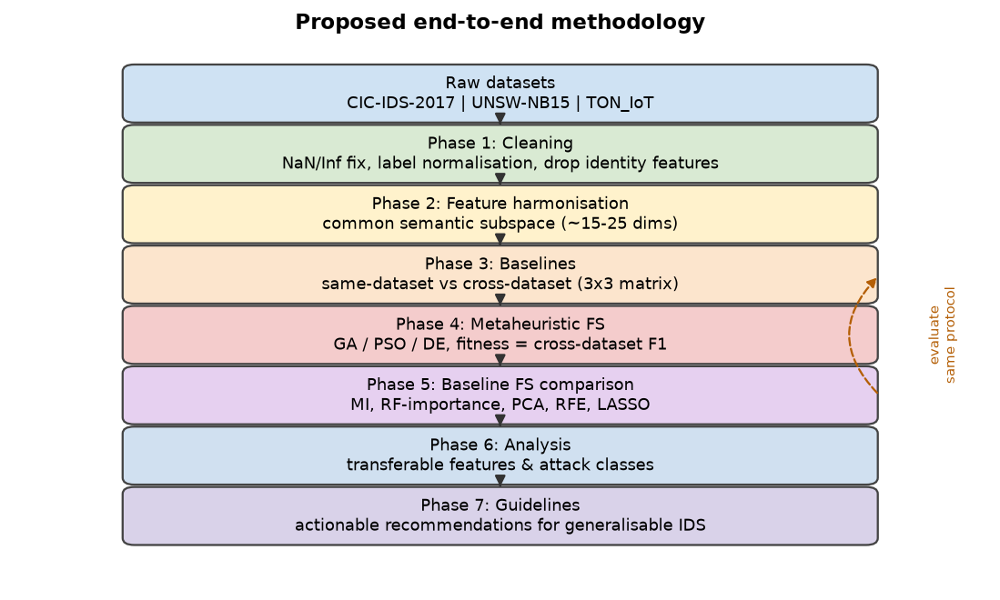 Proposed end-to-end methodology
Raw datasets
CIC-IDS-2017 | UNSW-NB15 | TON_IoT
Phase 1: Cleaning
NaN/Inf fix, label normalisation, drop identity features
Phase 2: Feature harmonisation
common semantic subspace (~15-25 dims)
Phase 3: Baselines
same-dataset vs cross-dataset (3x3 matrix)
Phase 4: Metaheuristic FS
GA / PSO / DE, fitness = cross-dataset F1
Phase 5: Baseline FS comparison
MI, RF-importance, PCA, RFE, LASSO
Phase 6: Analysis
transferable features & attack classes
Phase 7: Guidelines
actionable recommendations for generalisable IDS
evaluate
same protocol